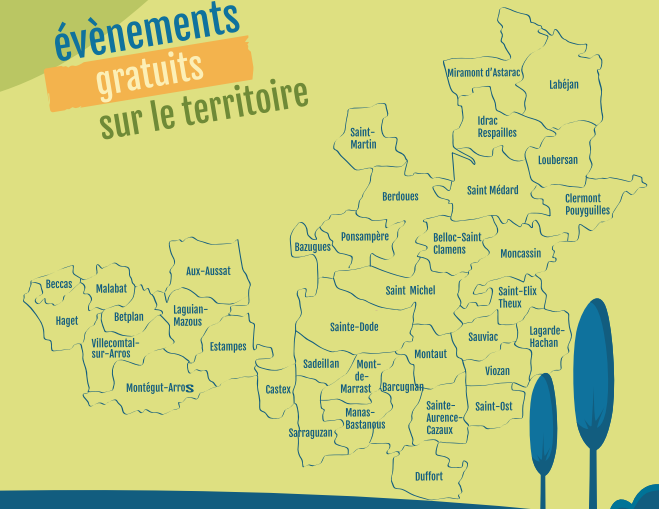 évènements
gratuits
sur le territoire
Miramont d'Astarac
Labéjan
Idrac
Respailles
Saint-
Martin
Loubersan
Berdoues
Saint Médard
Clermont
Pouyguilles
Ponsampère
Bazugues
Belloc-Saint
Clamens
Moncassin
Aux-Aussat
Beccas
Malabat
Saint Michel
Saint-Elix
Theux
Haget
Betplan
Laguian-
Mazous
Sainte-Dode
Sauviac
Lagarde-
Hachan
Villecomtal-
sur-Arros
Estampes
Montaut
Sadeillan
Mont-
de-
Marrast
Viozan
Montégut-Arros
Castex
Barcugnan
Manas-
Bastanous
Sainte-
Aurence-
Cazaux
Saint-Ost
Sarraguzan
Duffort